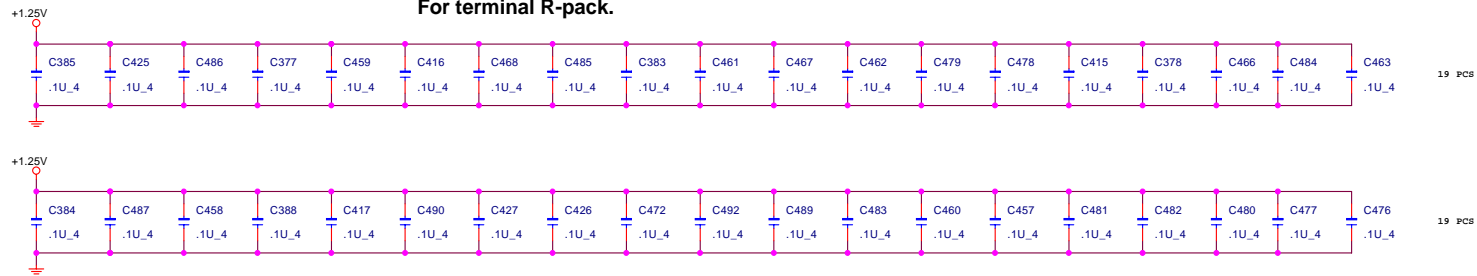 For terminal R-pack.
+1.25V
C385 C425 C486 C377 C459 C416 C468 C485 C383 C461 C467 C462 C479 C478 C415 C378 C466 C484 C463
19 PCS
.1U_4 .1U_4 .1U_4 .1U_4 .1U_4 .1U_4 .1U_4 .1U_4 .1U_4 .1U_4 .1U_4 .1U_4 .1U_4 .1U_4 .1U_4 .1U_4 .1U_4 .1U_4 .1U_4
+1.25V
C384 C487 C458 C388 C417 C490 C427 C426 C472 C492 C489 C483 C460 C457 C481 C482 C480 C477 C476
19 PCS
.1U_4 .1U_4 .1U_4 .1U_4 .1U_4 .1U_4 .1U_4 .1U_4 .1U_4 .1U_4 .1U_4 .1U_4 .1U_4 .1U_4 .1U_4 .1U_4 .1U_4 .1U_4 .1U_4